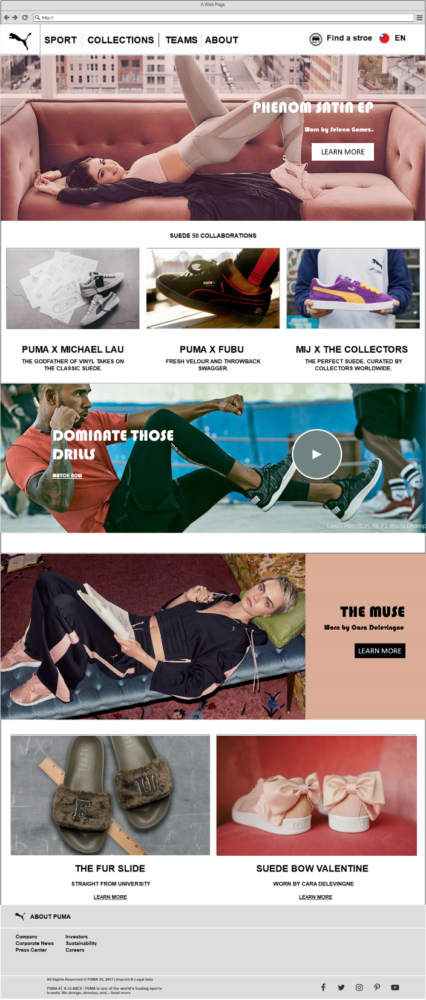 A Web Page
http://
SPORT COLLECTIONS TEAMS ABOUT Find a stroe EN
PHENOM SATIN EP
Worn by Selena Gomez.
LEARN MORE
SUEDE 50 COLLABORATIONS
PUMA
PUMA
PUMA X MICHAEL LAU
THE GODFATHER OF VINYL TAKES ON
THE CLASSIC SUEDE.
PUMA X FUBU
FRESH VELOUR AND THROWBACK
SWAGGER.
MIJ X THE COLLECTORS
THE PERFECT SUEDE. CURATED BY
COLLECTORS WORLDWIDE.
DOMINATE THOSE
DRILLS
WATCH NOW
Lewis Hamilton, 4X F1 World Champ
THE MUSE
Worn by Cara Delevingne
LEARN MORE
F.
U.
PUMA
THE FUR SLIDE
STRAIGHT FROM UNIVERSITY
LEARN MORE
SUEDE BOW VALENTINE
WORN BY CARA DELEVINGNE
LEARN MORE
ABOUT PUMA
Company Investors
Corporate News Sustainability
Press Center Careers
All Rights Reserved © PUMA SE, 2017 | Imprint & Legal Data
PUMA AT A GLANCE / PUMA is one of the world's leading sports
brands. We design, develop, and... Read more